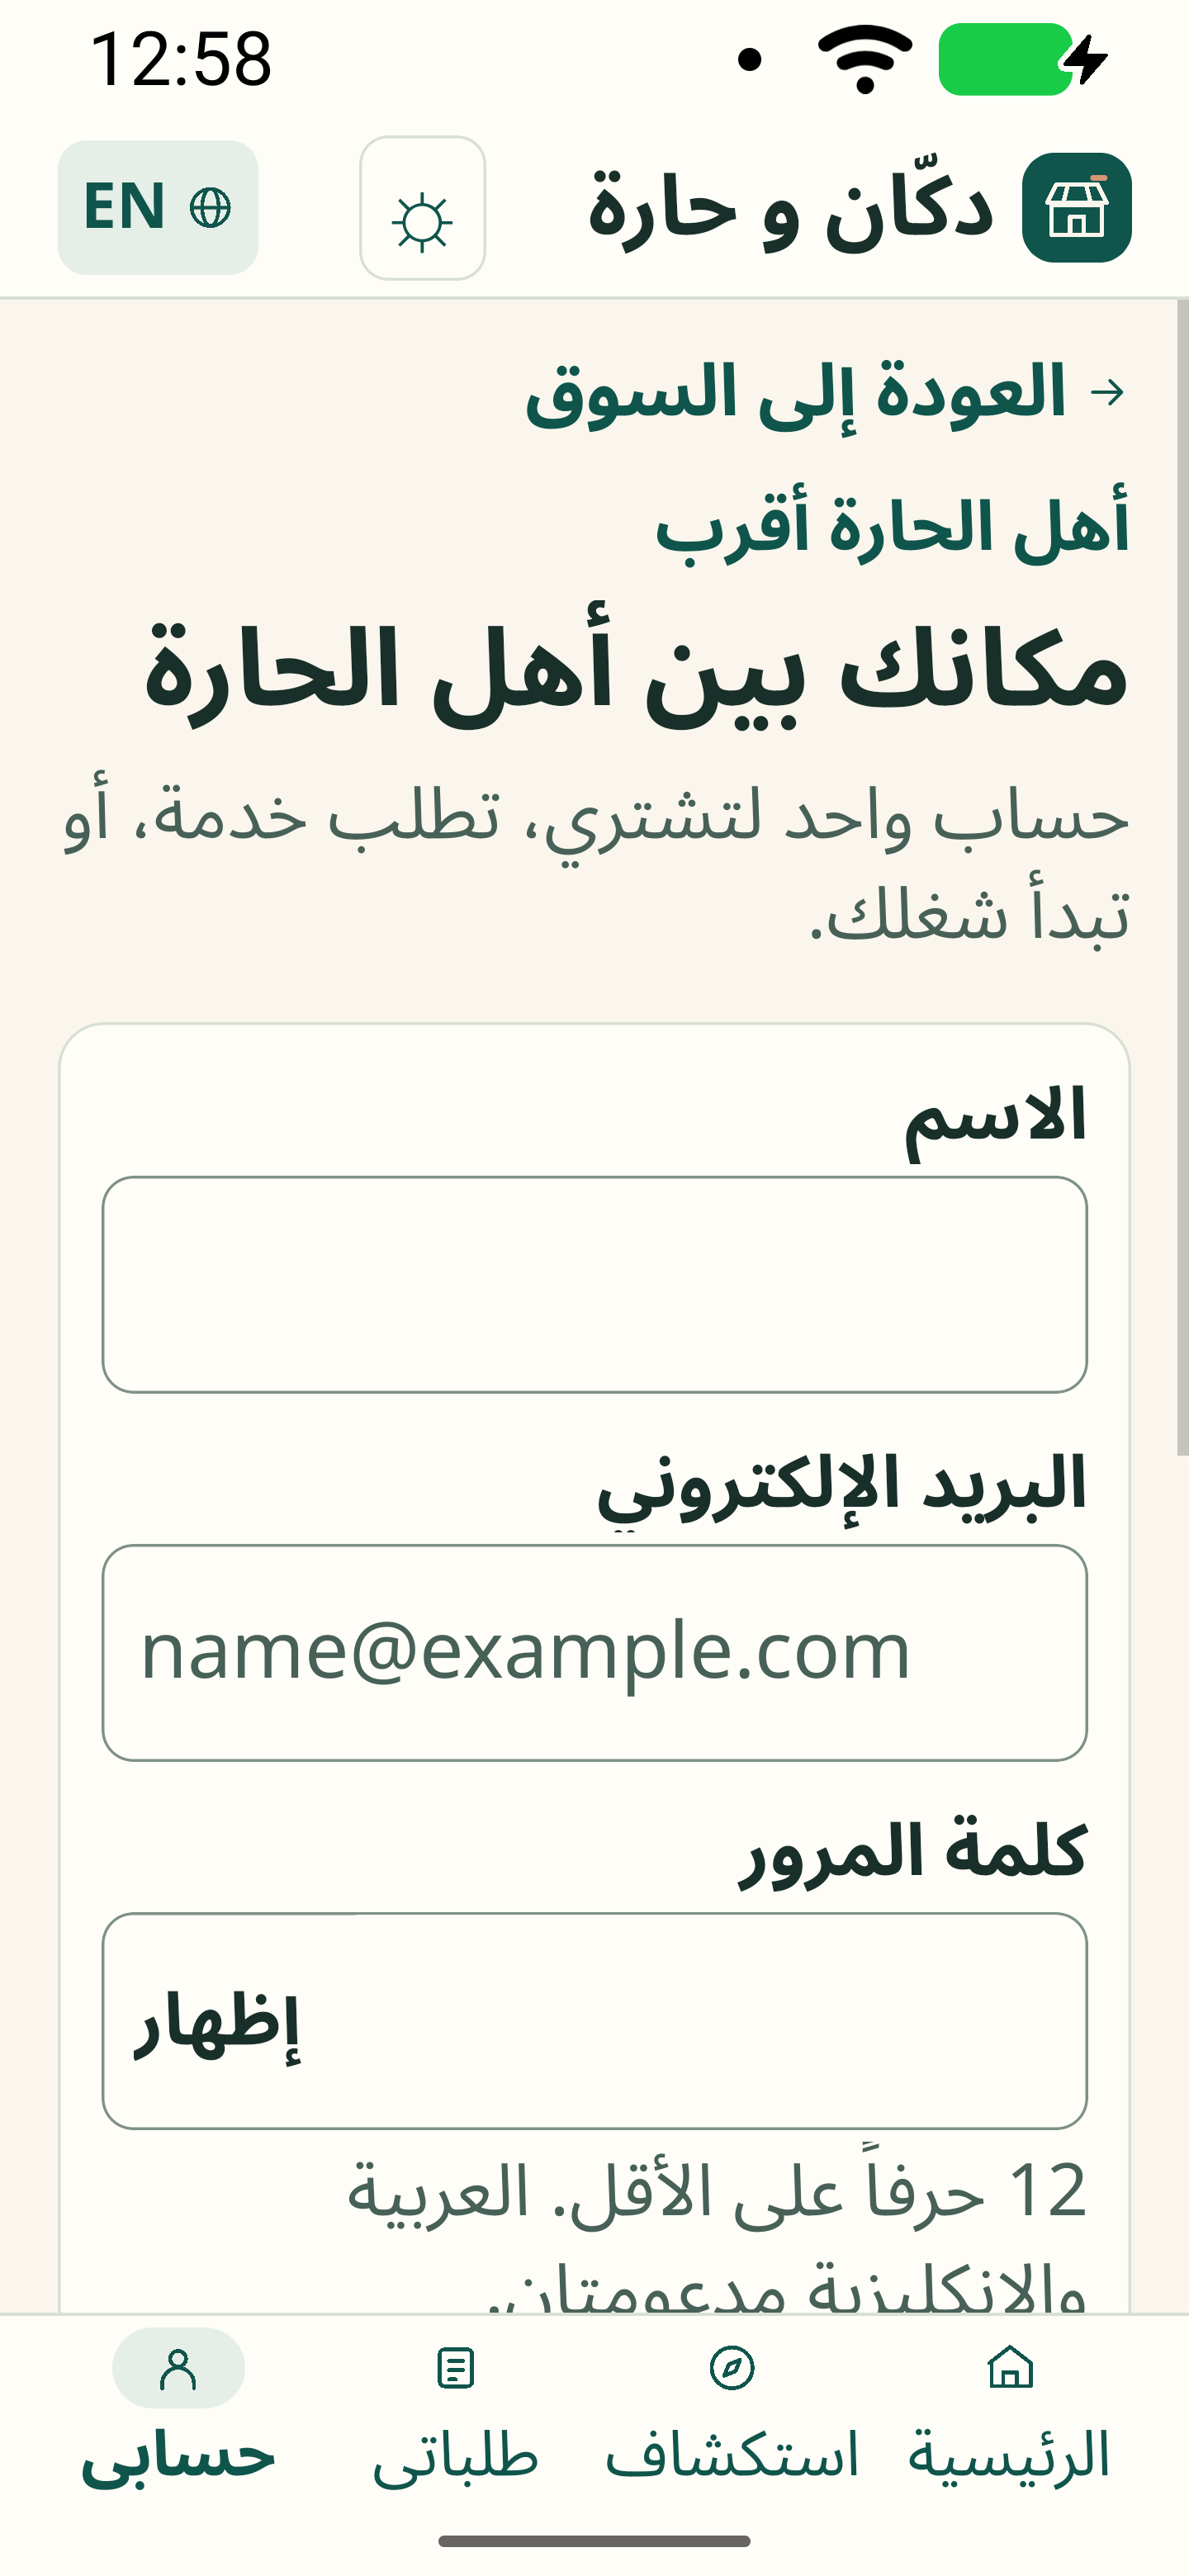 12:58
دكّان و حارة
EN
العودة إلى السوق
أهل الحارة أقرب
مكانك بين أهل الحارة
حساب واحد لتشتري، تطلب خدمة، أو
تبدأ شغلك.
الاسم
البريد الإلكتروني
name@example.com
كلمة المرور
إظهار
12 حرفاً على الأقل. العربية
والإنكليزية مدعومتان.
الرئيسية
استكشاف
طلباتي
حسابي